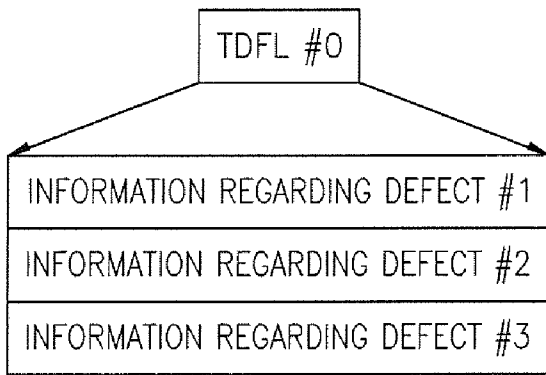 TDFL #0
INFORMATION REGARDING DEFECT #1
INFORMATION REGARDING DEFECT #2
INFORMATION REGARDING DEFECT #3